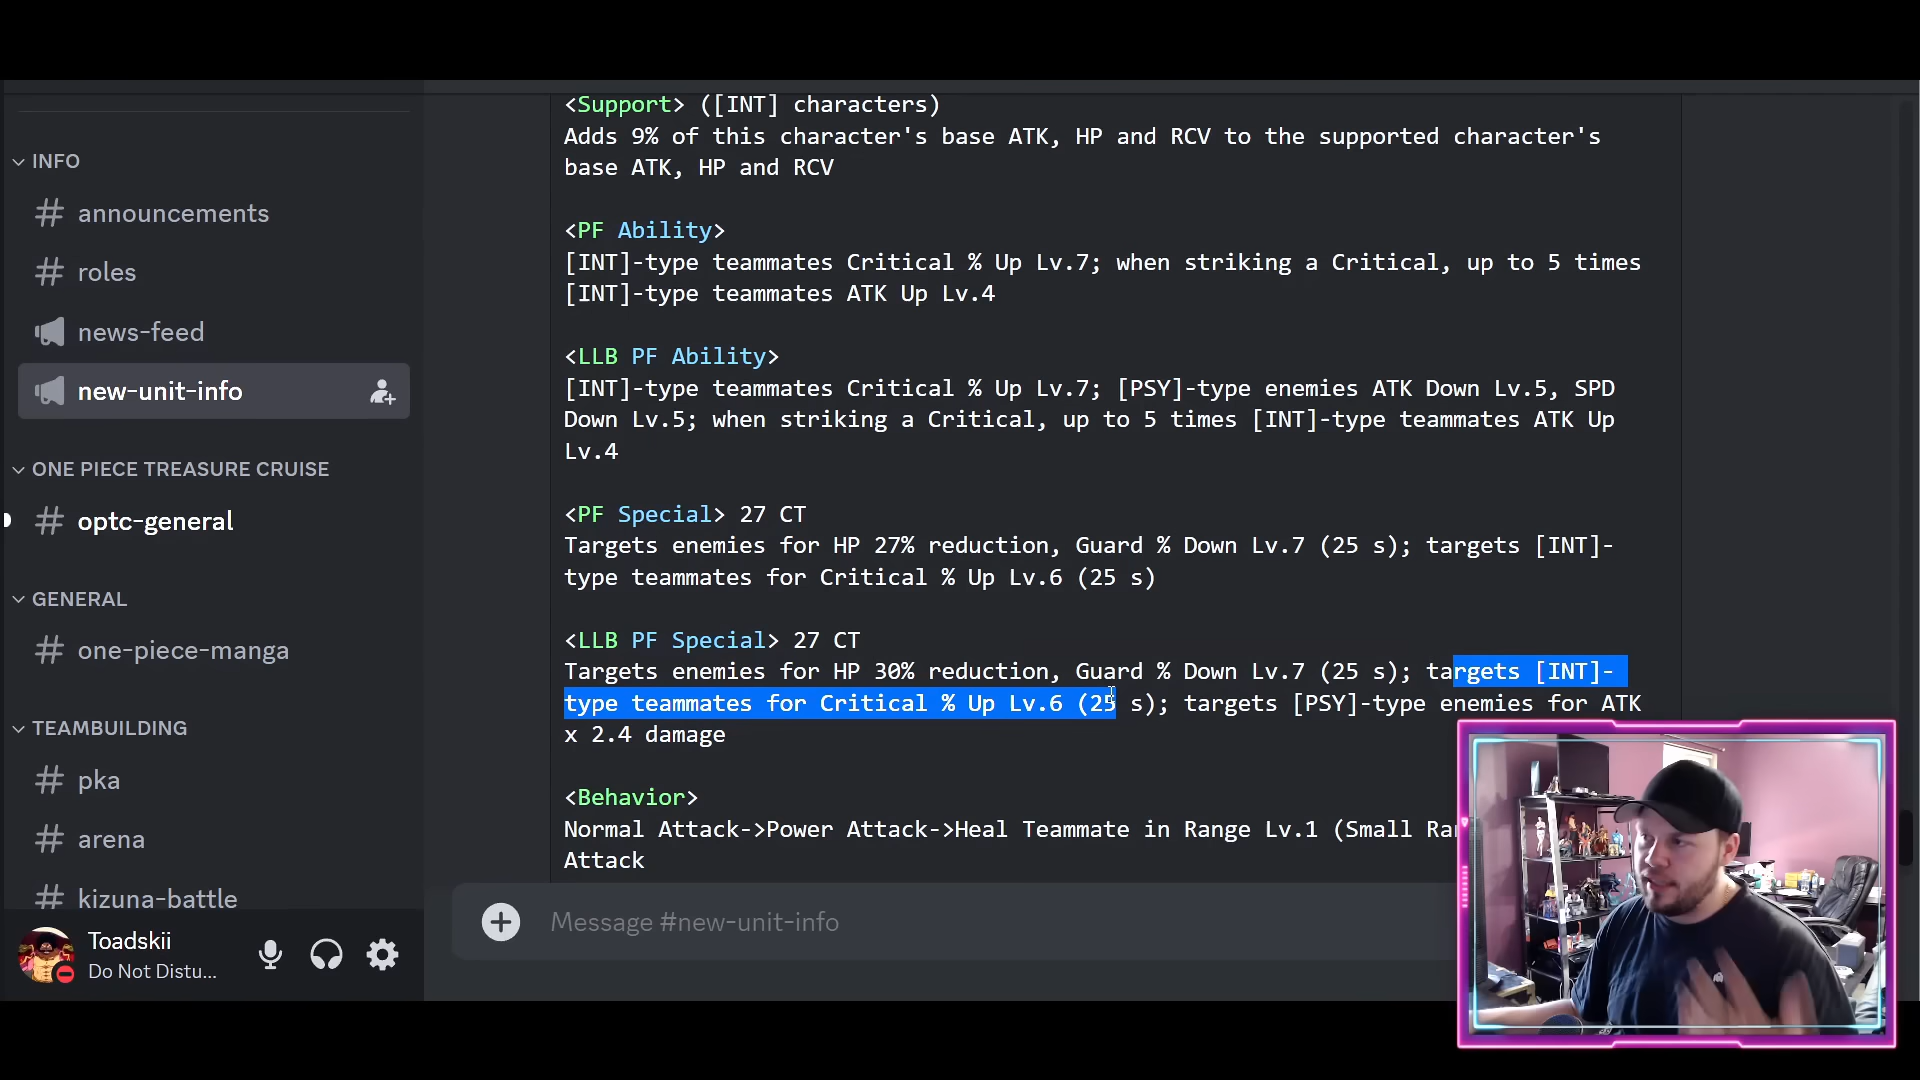 INFO
# announcements
# roles
news-feed
new-unit-info
ONE PIECE TREASURE CRUISE
# optc-general
GENERAL
# one-piece-manga
TEAMBUILDING
# pka
# arena
# kizuna-battle
Toadskii
Do Not Distu...
<Support> ([INT] characters)
Adds 9% of this character's base ATK, HP and RCV to the supported character's
base ATK, HP and RCV
<PF Ability>
[INT]-type teammates Critical % Up Lv.7; when striking a Critical, up to 5 times
[INT]-type teammates ATK Up Lv.4
<LLB PF Ability>
[INT]-type teammates Critical % Up Lv.7; [PSY]-type enemies ATK Down Lv.5, SPD
Down Lv.5; when striking a Critical, up to 5 times [INT]-type teammates ATK Up
Lv.4
<PF Special> 27 CT
Targets enemies for HP 27% reduction, Guard % Down Lv.7 (25 s); targets [INT]-
type teammates for Critical % Up Lv.6 (25 s)
<LLB PF Special> 27 CT
Targets enemies for HP 30% reduction, Guard % Down Lv.7 (25 s); targets [INT]-
type teammates for Critical % Up Lv.6 (25 s); targets [PSY]-type enemies for ATK
x 2.4 damage
<Behavior>
Normal Attack->Power Attack->Heal Teammate in Range Lv.1 (Small Ra
Attack
Message #new-unit-info